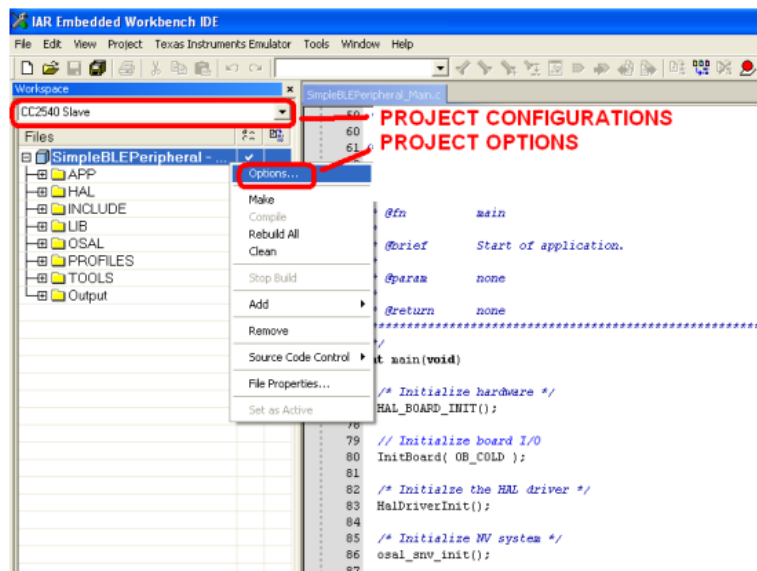 IAR Embedded Workbench IDE
File Edit View Project Texas Instruments Emulator Tools Window Help
Workspace
SimpleBLEPeripheral_Main.c
CC2540 Slave
PROJECT CONFIGURATIONS
PROJECT OPTIONS
Files
60
61
SimpleBLEPeripheral - ...
APP
HAL
INCLUDE
LIB
OSAL
PROFILES
TOOLS
Output
Options...
Make
Compile
Rebuild All
Clean
Stop Build
Add
Remove
Source Code Control
File Properties...
Set as Active
@fn main
@brief Start of application.
@param none
@return none
*/
main(void)
/* Initialize hardware */
HAL_BOARD_INIT();
78
79 // Initialize board I/O
80 InitBoard( OB_COLD );
81
82 /* Initialze the HAL driver */
83 HalDriverInit();
84
85 /* Initialize NV system */
86 osal_snv_init();
87